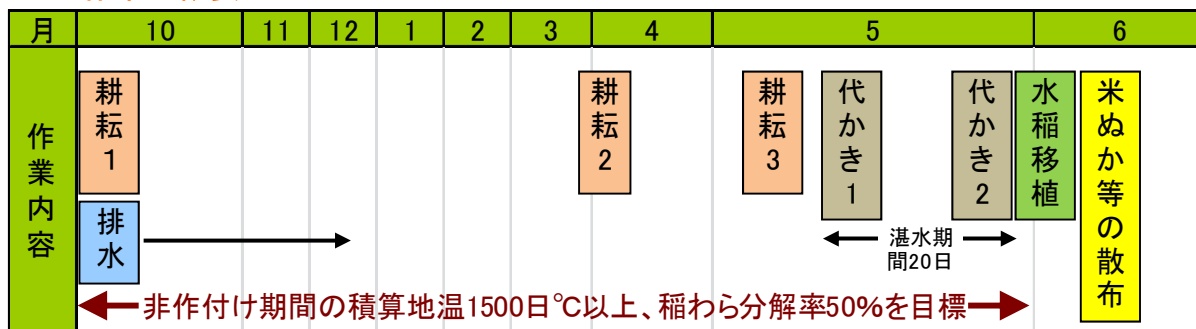 月 10 11 12 1 2 3 4 5 6
作業内容
耕耘1
耕耘2
耕耘3
代かき1
代かき2
水稲移植
米ぬか等の散布
排水
湛水期
間20日
非作付け期間の積算地温1500日℃以上、稲わら分解率50%を目標